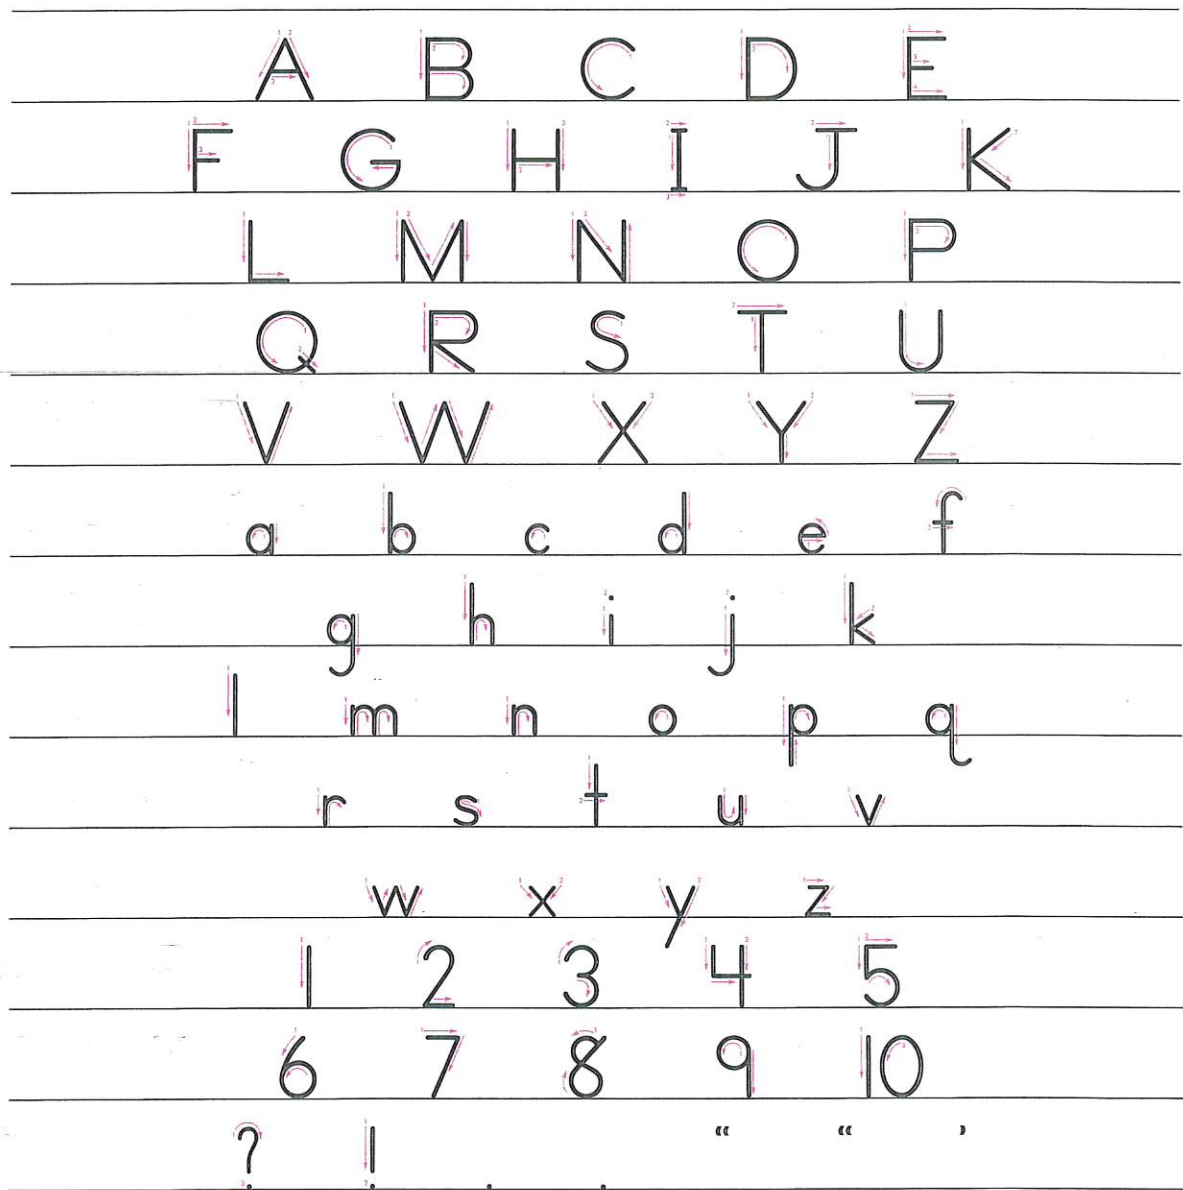 A B C D E
F G H I J K
L M N O P
Q R S T U
V W X Y Z
a b c d e f
g h i j k
l m n o p q
r s t u v
w x y z
1 2 3 4 5
6 7 8 9 10
? ! . . “ “ ’